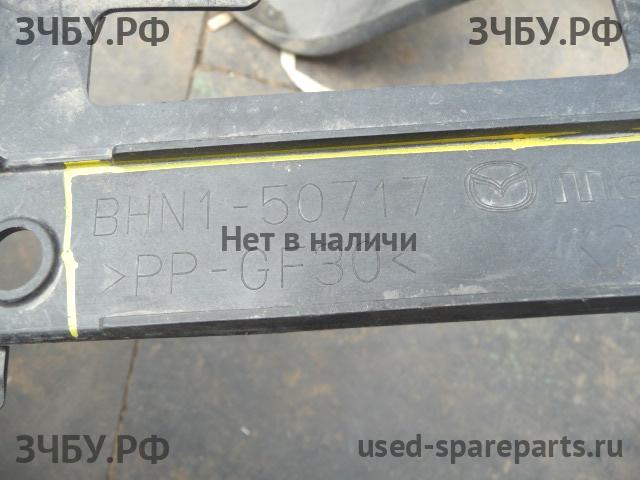 ЗЧБУ.РФ ЗЧБУ.РФ
BHN1-50717
Нет в наличи
>PP-GF30<
ЗЧБУ.РФ used-spareparts.ru